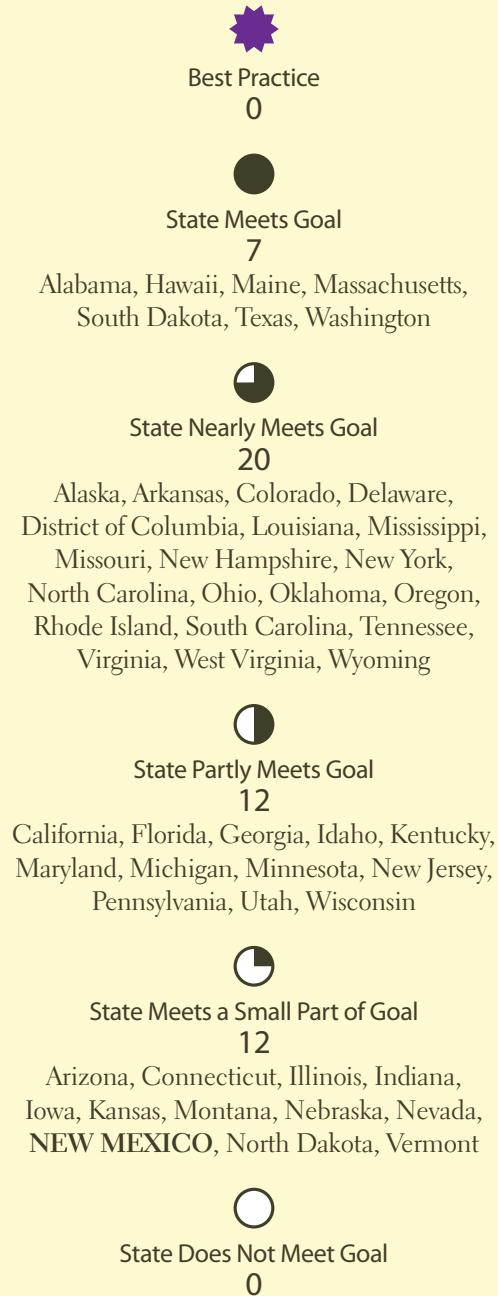 Best Practice
0
State Meets Goal
7
Alabama, Hawaii, Maine, Massachusetts,
South Dakota, Texas, Washington
State Nearly Meets Goal
20
Alaska, Arkansas, Colorado, Delaware,
District of Columbia, Louisiana, Mississippi,
Missouri, New Hampshire, New York,
North Carolina, Ohio, Oklahoma, Oregon,
Rhode Island, South Carolina, Tennessee,
Virginia, West Virginia, Wyoming
State Partly Meets Goal
12
California, Florida, Georgia, Idaho, Kentucky,
Maryland, Michigan, Minnesota, New Jersey,
Pennsylvania, Utah, Wisconsin
State Meets a Small Part of Goal
12
Arizona, Connecticut, Illinois, Indiana,
Iowa, Kansas, Montana, Nebraska, Nevada,
NEW MEXICO, North Dakota, Vermont
State Does Not Meet Goal
0